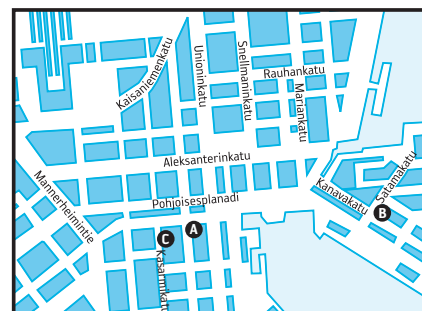 Kaisaniemenkatu
Unioninkatu
Snellmaninkatu
Rauhankatu
Mariankatu
Aleksanterinkatu
Mannerheimintie
Pohjoisesplanadi
Kanavakatu
Satamakatu
A
B
C
Kasarmikatu